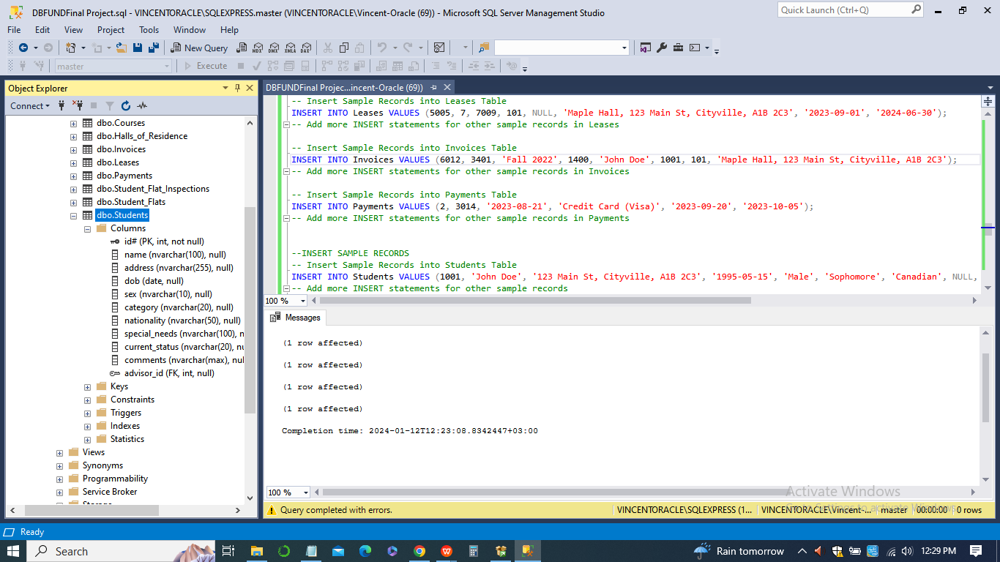 DBFUNDFinal Project.sql - VINCENTORACLE\SQLEXPRESS.master (VINCENTORACLE\Vincent-Oracle (69)) - Microsoft SQL Server Management Studio
Quick Launch (Ctrl+Q)
File Edit View Project Tools Window Help
New Query
MDX DMX XMLA DAX
master
Execute
Object Explorer
Connect
dbo.Courses
dbo.Halls_of_Residence
dbo.Invoices
dbo.Leases
dbo.Payments
dbo.Student_Flat_Inspections
dbo.Student_Flats
dbo.Students
Columns
id# (PK, int, not null)
name (nvarchar(100), null)
address (nvarchar(255), null)
dob (date, null)
sex (nvarchar(10), null)
category (nvarchar(20), null)
nationality (nvarchar(50), null)
special_needs (nvarchar(100), n
current_status (nvarchar(20), nu
comments (nvarchar(max), nul
advisor_id (FK, int, null)
Keys
Constraints
Triggers
Indexes
Statistics
Views
Synonyms
Programmability
Service Broker
DBFUNDFinal Projec...incent-Oracle (69))
-- Insert Sample Records into Leases Table
INSERT INTO Leases VALUES (5005, 7, 7009, 101, NULL, 'Maple Hall, 123 Main St, Cityville, A1B 2C3', '2023-09-01', '2024-06-30');
-- Add more INSERT statements for other sample records in Leases
-- Insert Sample Records into Invoices Table
INSERT INTO Invoices VALUES (6012, 3401, 'Fall 2022', 1400, 'John Doe', 1001, 101, 'Maple Hall, 123 Main St, Cityville, A1B 2C3');
-- Add more INSERT statements for other sample records in Invoices
-- Insert Sample Records into Payments Table
INSERT INTO Payments VALUES (2, 3014, '2023-08-21', 'Credit Card (Visa)', '2023-09-20', '2023-10-05');
-- Add more INSERT statements for other sample records in Payments
--INSERT SAMPLE RECORDS
-- Insert Sample Records into Students Table
INSERT INTO Students VALUES (1001, 'John Doe', '123 Main St, Cityville, A1B 2C3', '1995-05-15', 'Male', 'Sophomore', 'Canadian', NULL,
-- Add more INSERT statements for other sample records
100 %
Messages
(1 row affected)
(1 row affected)
(1 row affected)
(1 row affected)
Completion time: 2024-01-12T12:23:08.8342447+03:00
100 %
Activate Windows
Go to Settings to activate Windows.
Query completed with errors.
VINCENTORACLE\SQLEXPRESS (1... VINCENTORACLE\Vincent-... master 00:00:00 0 rows
Ready
Search
Rain tomorrow
12:29 PM